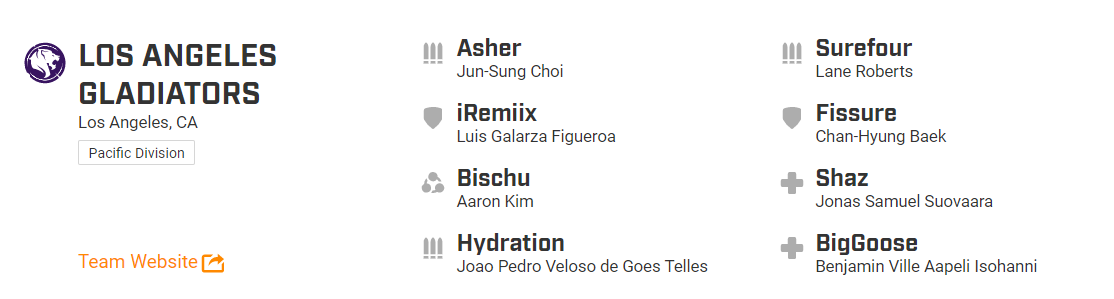 LOS ANGELES
GLADIATORS
Los Angeles, CA
Pacific Division
Team Website
Asher
Jun-Sung Choi
iRemiix
Luis Galarza Figueroa
Bischu
Aaron Kim
Hydration
Joao Pedro Veloso de Goes Telles
Surefour
Lane Roberts
Fissure
Chan-Hyung Baek
Shaz
Jonas Samuel Suovaara
BigGoose
Benjamin Ville Aapeli Isohanni